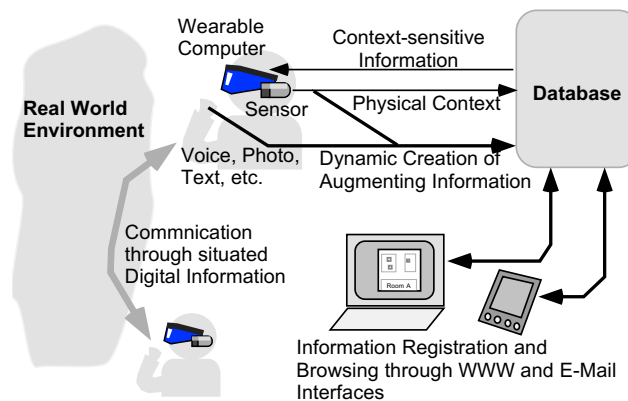 Wearable
Computer
Context-sensitive
Information
Real World
Environment
Sensor
Physical Context
Database
Voice, Photo,
Text, etc.
Dynamic Creation of
Augmenting Information
Commnication
through situated
Digital Information
Room A
Information Registration and
Browsing through WWW and E-Mail
Interfaces